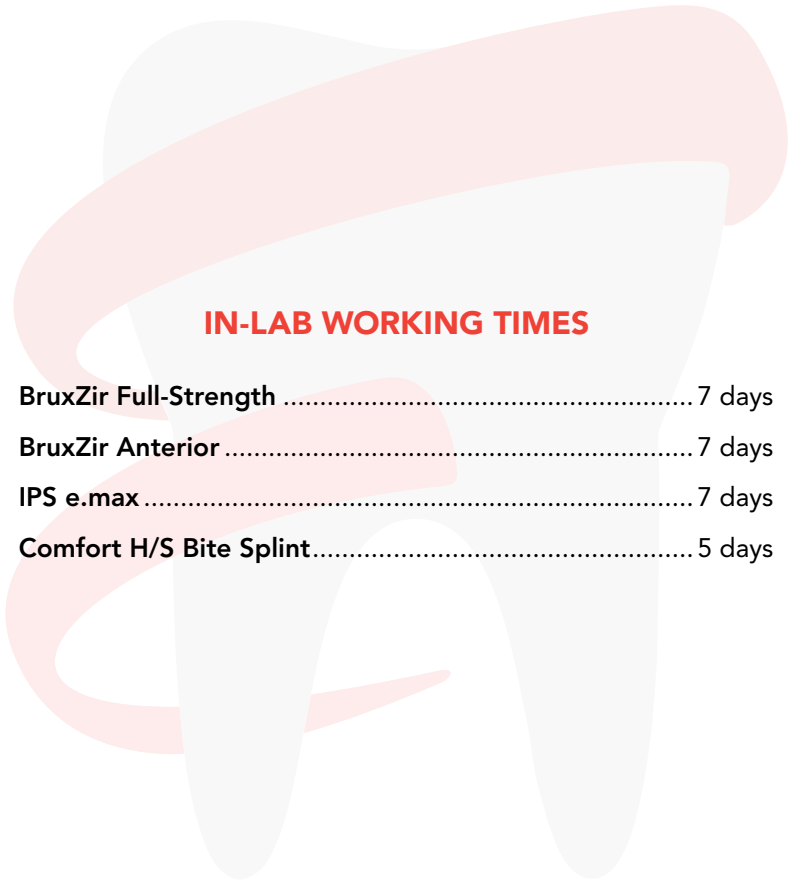 IN-LAB WORKING TIMES
BruxZir Full-Strength ........................................................ 7 days
BruxZir Anterior ................................................................ 7 days
IPS e.max ........................................................................... 7 days
Comfort H/S Bite Splint .................................................... 5 days